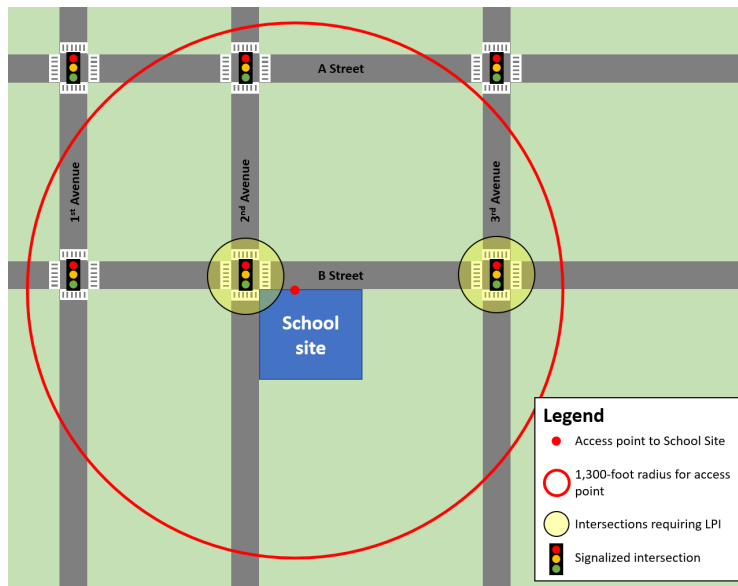 A Street
1st Avenue
2nd Avenue
3rd Avenue
B Street
School
site
Legend
Access point to School Site
1,300-foot radius for access
point
Intersections requiring LPI
Signalized intersection